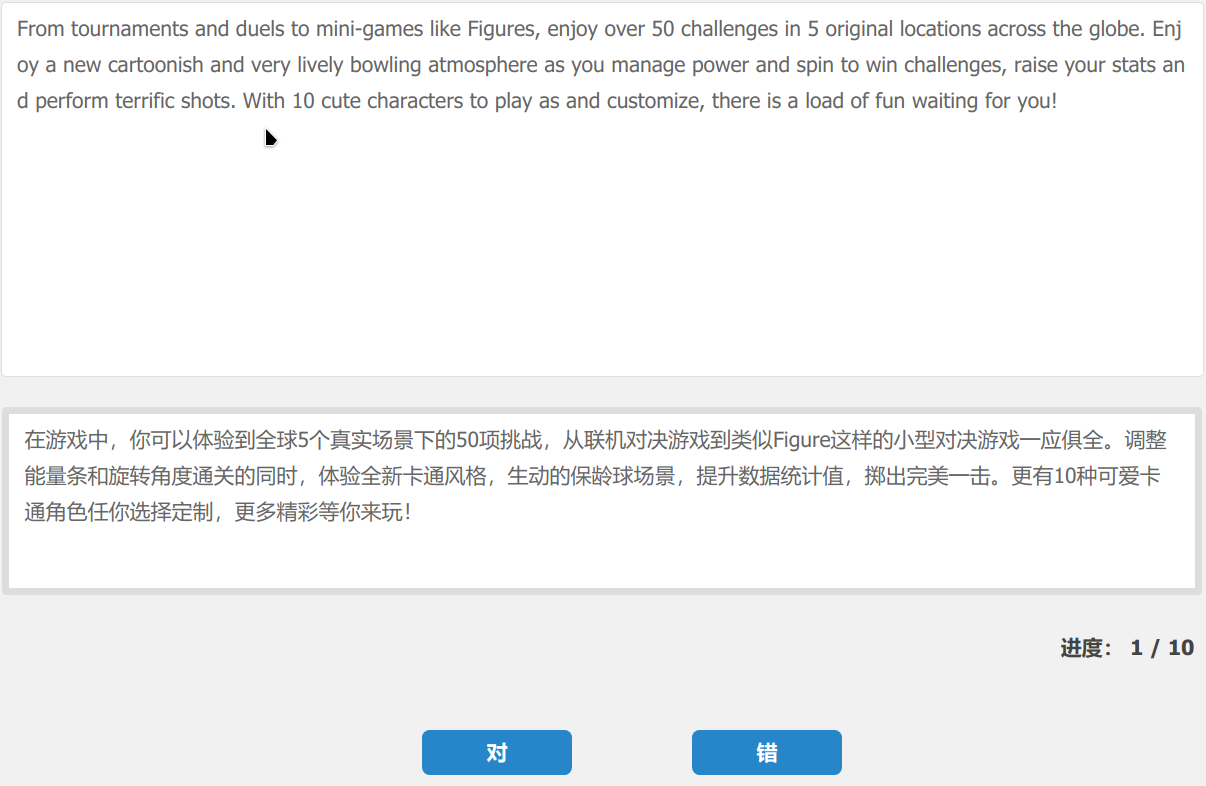 From tournaments and duels to mini-games like Figures, enjoy over 50 challenges in 5 original locations across the globe. Enj
oy a new cartoonish and very lively bowling atmosphere as you manage power and spin to win challenges, raise your stats an
d perform terrific shots. With 10 cute characters to play as and customize, there is a load of fun waiting for you!
在游戏中，你可以体验到全球5个真实场景下的50项挑战，从联机对决游戏到类似Figure这样的小型对决游戏一应俱全。调整
能量条和旋转角度通关的同时，体验全新卡通风格，生动的保龄球场景，提升数据统计值，掷出完美一击。更有10种可爱卡
通角色任你选择定制，更多精彩等你来玩！
进度： 1 / 10
对 错